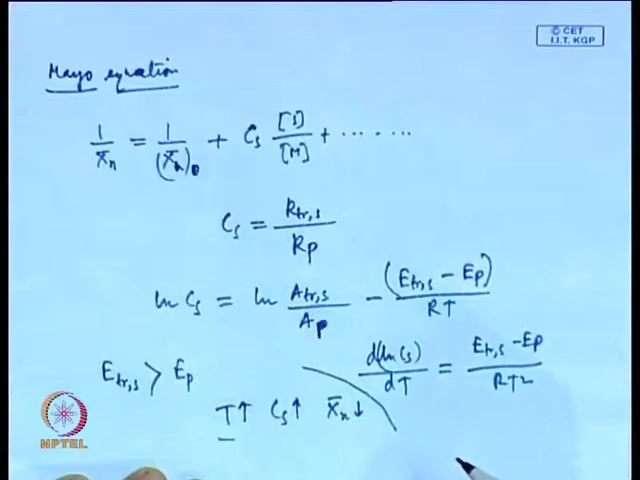 © CET
I.I.T. KGP
Mayo equation
1/X̄n = 1/(X̄n)₀ + Cs [S]/[M] + ........
Cs = Rtr,s/Rp
ln Cs = ln Atr,s/Ap − (Etr,s − Ep)/RT
Etr,s > Ep
d(ln Cs)/dT = Etr,s − Ep/RT²
T↑ Cs↑ X̄n↓
NPTEL